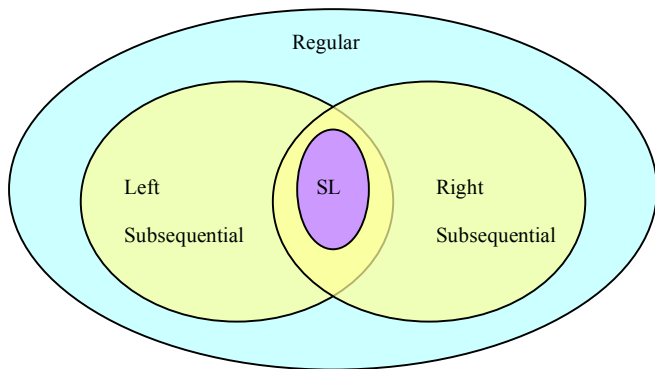 Regular
Left
Subsequential
SL
Right
Subsequential